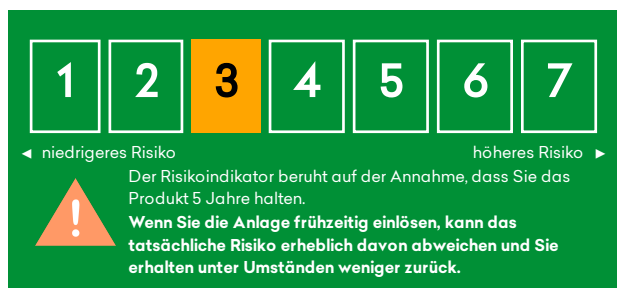 1 2 3 4 5 6 7
◄ niedrigeres Risiko höheres Risiko ►
Der Risikoindikator beruht auf der Annahme, dass Sie das
Produkt 5 Jahre halten.
Wenn Sie die Anlage frühzeitig einlösen, kann das
tatsächliche Risiko erheblich davon abweichen und Sie
erhalten unter Umständen weniger zurück.
!